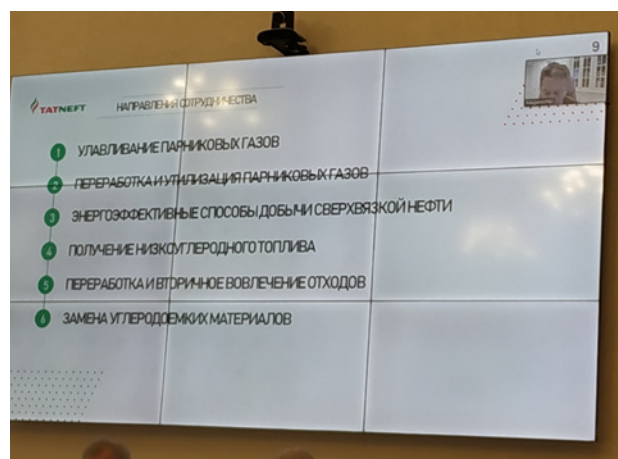 9
TATNEFT
НАПРАВЛЕНИЯ СОТРУДНИЧЕСТВА
1 УЛАВЛИВАНИЕ ПАРНИКОВЫХ ГАЗОВ
2 ПЕРЕРАБОТКА И УТИЛИЗАЦИЯ ПАРНИКОВЫХ ГАЗОВ
3 ЭНЕРГОЭФФЕКТИВНЫЕ СПОСОБЫ ДОБЫЧИ СВЕРХВЯЗКОЙ НЕФТИ
4 ПОЛУЧЕНИЕ НИЗКОУГЛЕРОДНОГО ТОПЛИВА
5 ПЕРЕРАБОТКА И ВТОРИЧНОЕ ВОВЛЕЧЕНИЕ ОТХОДОВ
6 ЗАМЕНА УГЛЕРОДОЕМКИХ МАТЕРИАЛОВ